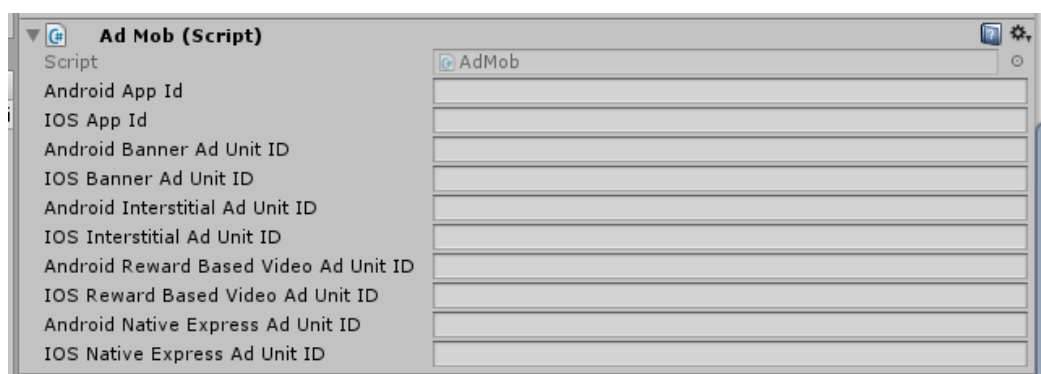 Ad Mob (Script)
Script AdMob
Android App Id
IOS App Id
Android Banner Ad Unit ID
IOS Banner Ad Unit ID
Android Interstitial Ad Unit ID
IOS Interstitial Ad Unit ID
Android Reward Based Video Ad Unit ID
IOS Reward Based Video Ad Unit ID
Android Native Express Ad Unit ID
IOS Native Express Ad Unit ID